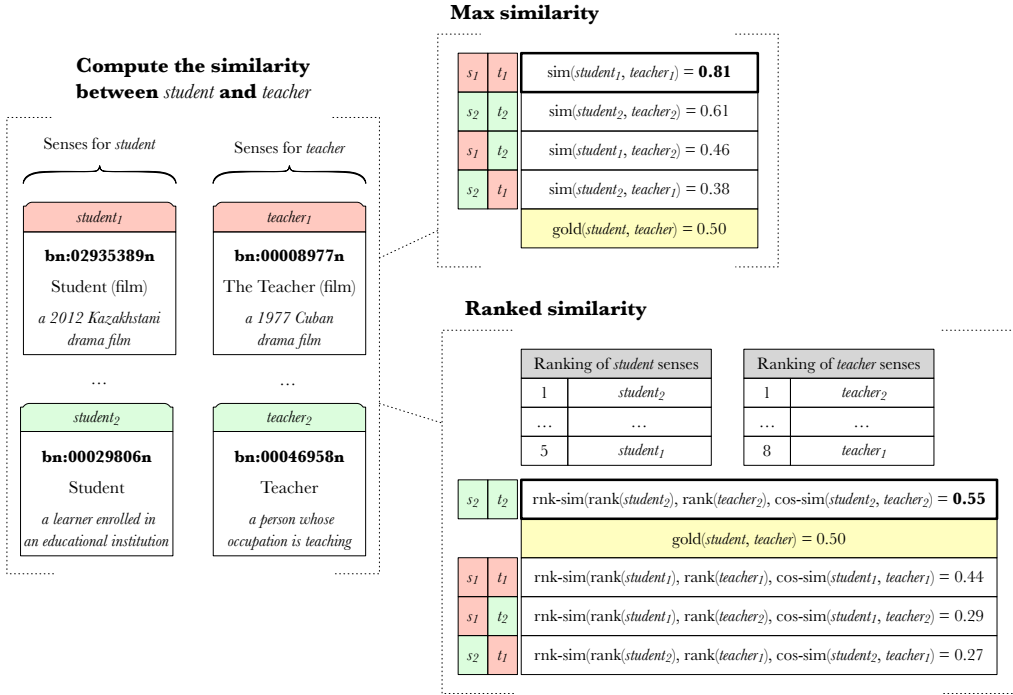 Compute the similarity
between student and teacher
Senses for student
Senses for teacher
student1
bn:02935389n
Student (film)
a 2012 Kazakhstani
drama film
teacher1
bn:00008977n
The Teacher (film)
a 1977 Cuban
drama film
...
...
student2
bn:00029806n
Student
a learner enrolled in
an educational institution
teacher2
bn:00046958n
Teacher
a person whose
occupation is teaching
Max similarity
s1 t1 sim(student1, teacher1) = 0.81
s2 t2 sim(student2, teacher2) = 0.61
s1 t2 sim(student1, teacher2) = 0.46
s2 t1 sim(student2, teacher1) = 0.38
gold(student, teacher) = 0.50
Ranked similarity
Ranking of student senses
1 student2
... ...
5 student1
Ranking of teacher senses
1 teacher2
... ...
8 teacher1
s2 t2 rnk-sim(rank(student2), rank(teacher2), cos-sim(student2, teacher2) = 0.55
gold(student, teacher) = 0.50
s1 t1 rnk-sim(rank(student1), rank(teacher1), cos-sim(student1, teacher1) = 0.44
s1 t2 rnk-sim(rank(student1), rank(teacher2), cos-sim(student1, teacher2) = 0.29
s2 t1 rnk-sim(rank(student2), rank(teacher1), cos-sim(student2, teacher1) = 0.27